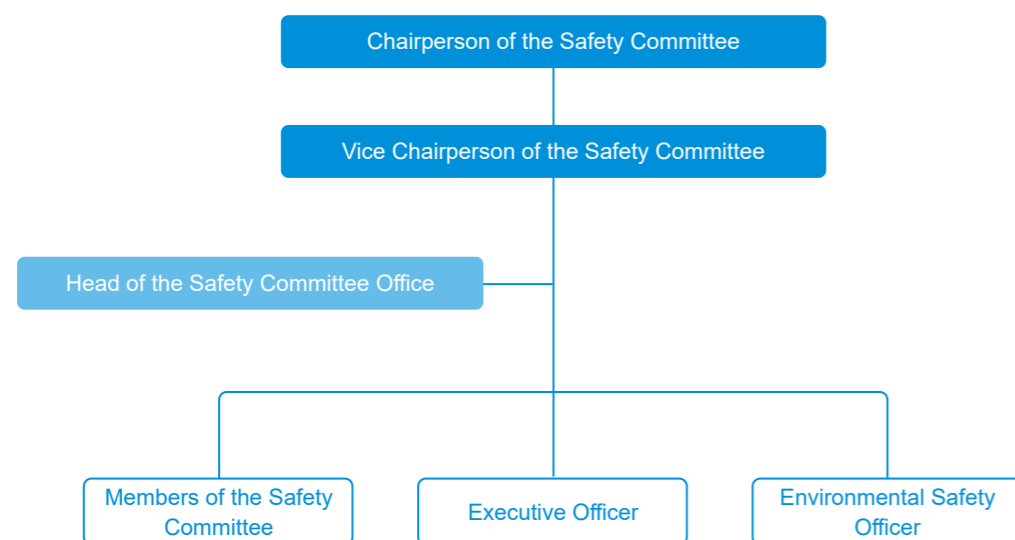 Chairperson of the Safety Committee
Vice Chairperson of the Safety Committee
Head of the Safety Committee Office
Members of the Safety
Committee
Executive Officer
Environmental Safety
Officer